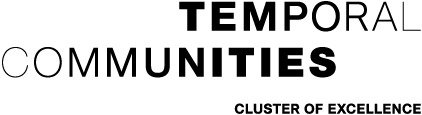 TEMPORAL
COMMUNITIES
CLUSTER OF EXCELLENCE